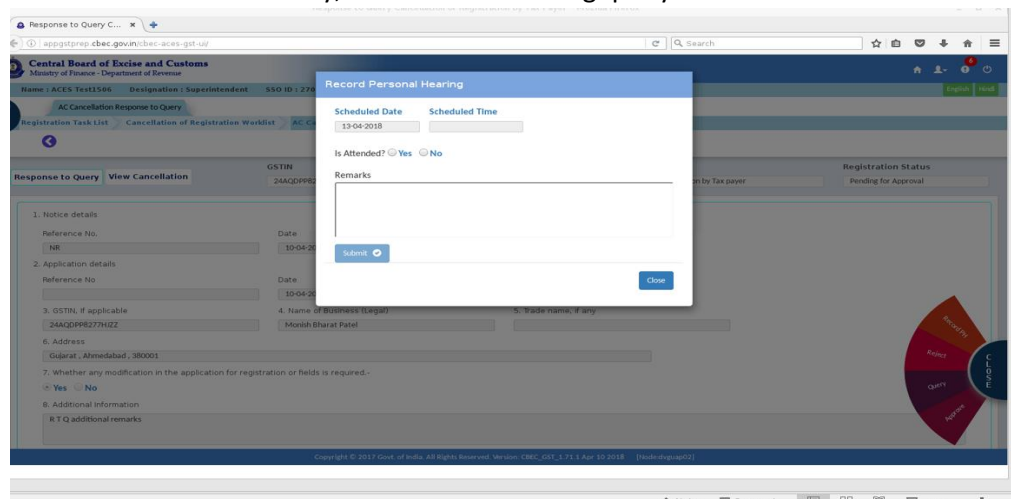 Response to Query C...
appgstprep.cbec.gov.in/cbec-aces-gst-ui/
Search
Central Board of Excise and Customs
Ministry of Finance - Department of Revenue
6
Name : ACES Test1506 Designation : Superintendent SSO ID : 270
English Hindi
AC Cancellation Response to Query
Registration Task List Cancellation of Registration Worklist
Response to Query View Cancellation
GSTIN
Registration Status
by Tax payer
Pending for Approval
Record Personal Hearing
Scheduled Date Scheduled Time
13-04-2018
Is Attended? Yes No
Remarks
Submit
Close
1. Notice details
Reference No. Date
NR 10-04-20
2. Application details
Reference No Date
10-04-20
3. GSTIN, if applicable 4. Name of Business (Legal) 5. Trade name, if any
24AQDPP8277HJZZ Monish Bharat Patel
6. Address
Gujarat , Ahmedabad , 380001
7. Whether any modification in the application for registration or fields is required.-
Yes No
8. Additional Information
R T Q additional remarks
Record PH
Reject
Query
Approve
CLOSE
Copyright © 2017 Govt. of India. All Rights Reserved. Version: CBEC_GST_1.71.1 Apr 10 2018